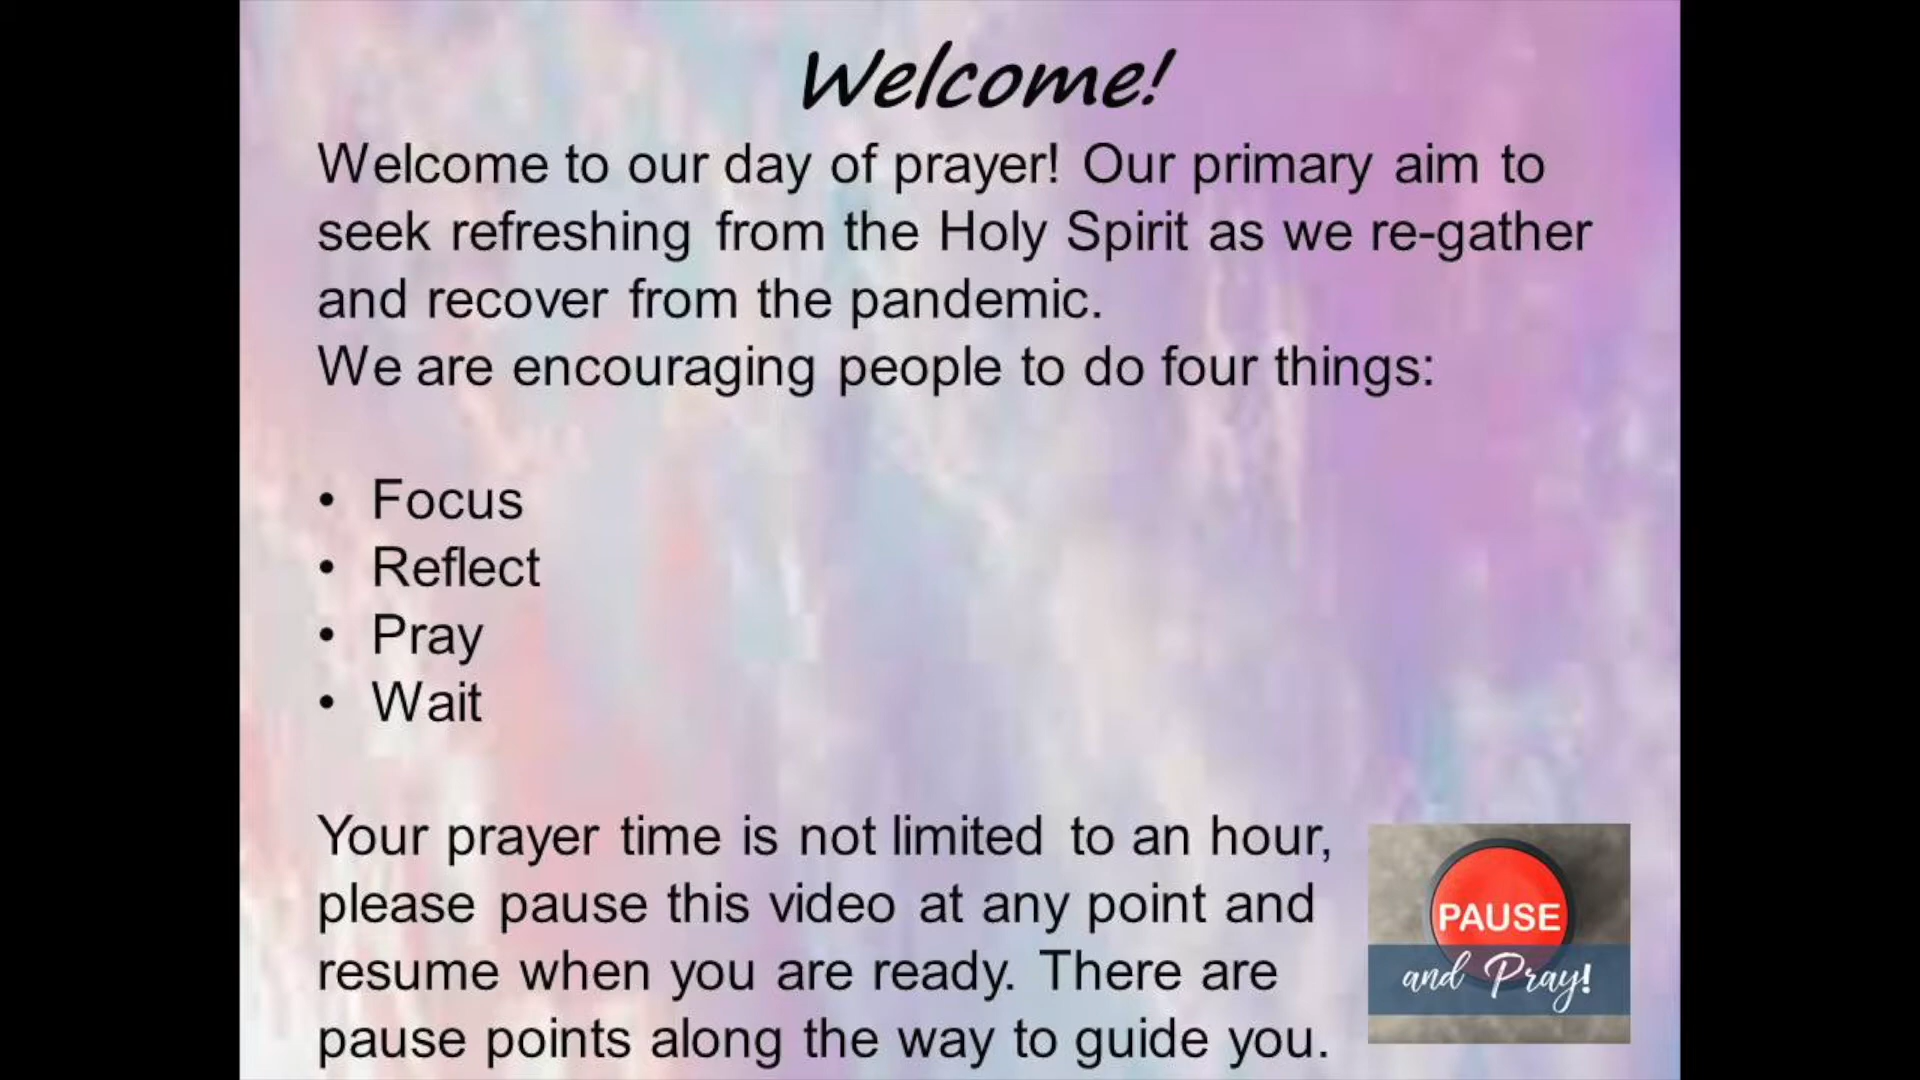 Welcome!
Welcome to our day of prayer! Our primary aim to
seek refreshing from the Holy Spirit as we re-gather
and recover from the pandemic.
We are encouraging people to do four things:
• Focus
• Reflect
• Pray
• Wait
Your prayer time is not limited to an hour,
please pause this video at any point and
resume when you are ready. There are
pause points along the way to guide you.
PAUSE
and Pray!